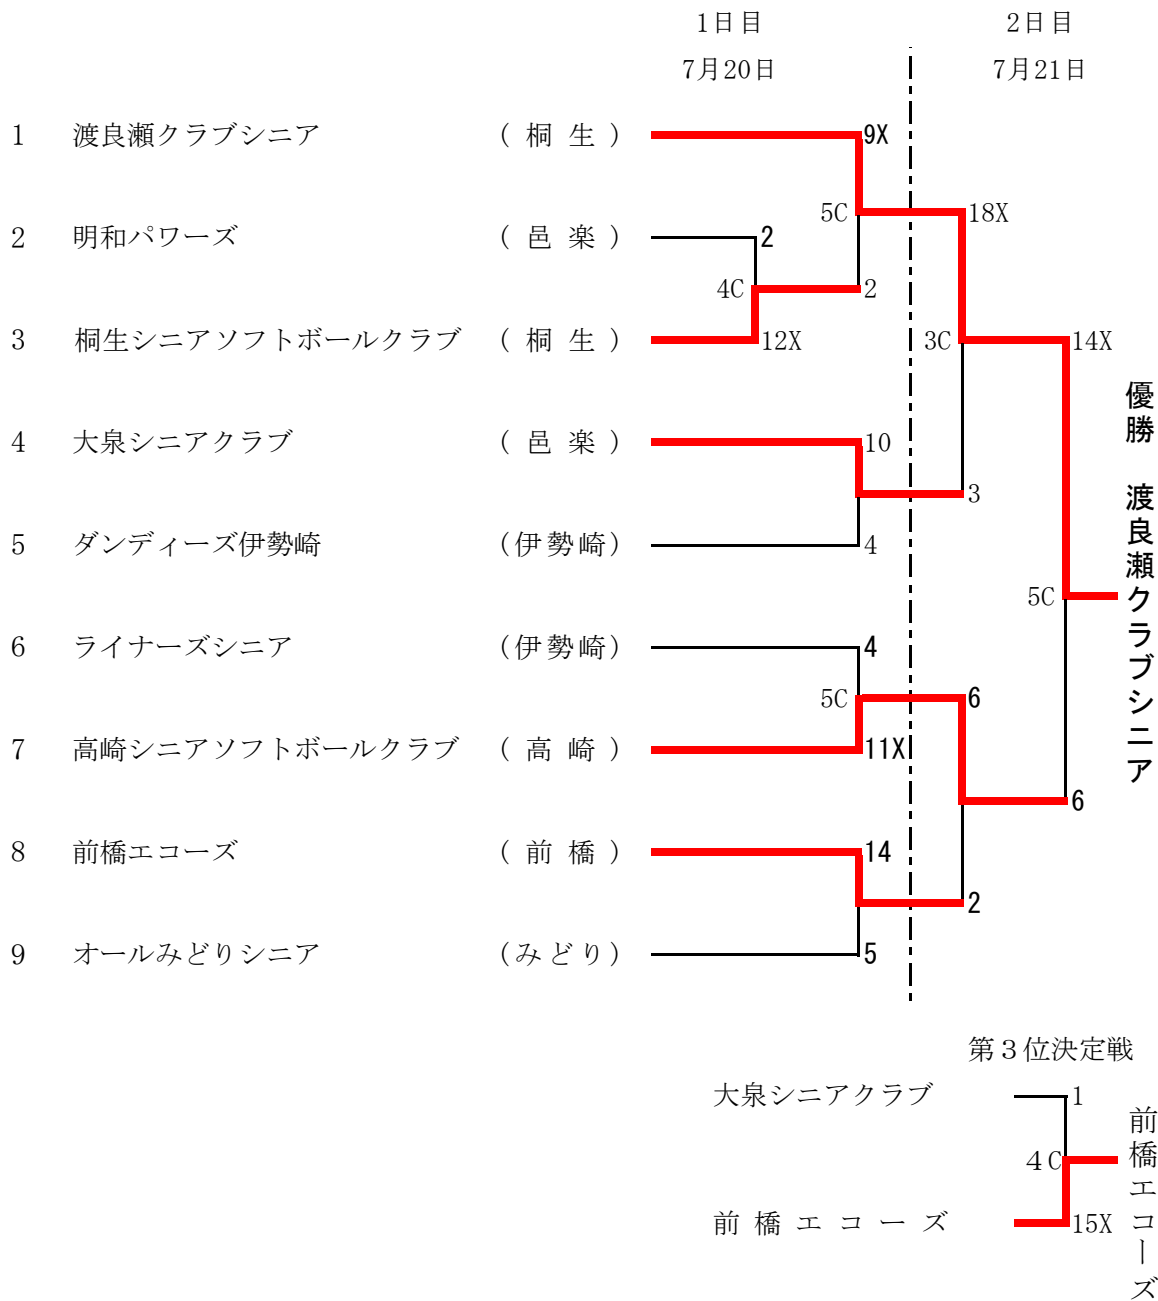 1日目 2日目
7月20日 7月21日
1 渡良瀬クラブシニア (桐生) 9X
5C 18X
2 明和パワーズ (邑楽) 2
4C 2
3 桐生シニアソフトボールクラブ (桐生) 12X 3C 14X
4 大泉シニアクラブ (邑楽) 10
3
5 ダンディーズ伊勢崎 (伊勢崎) 4
5C
優勝 渡良瀬クラブシニア
6 ライナーズシニア (伊勢崎) 4
5C 6
7 高崎シニアソフトボールクラブ (高崎) 11X
6
8 前橋エコーズ (前橋) 14
2
9 オールみどりシニア (みどり) 5
第３位決定戦
大泉シニアクラブ 1
４C
前橋エコーズ 15X
前橋エコーズ